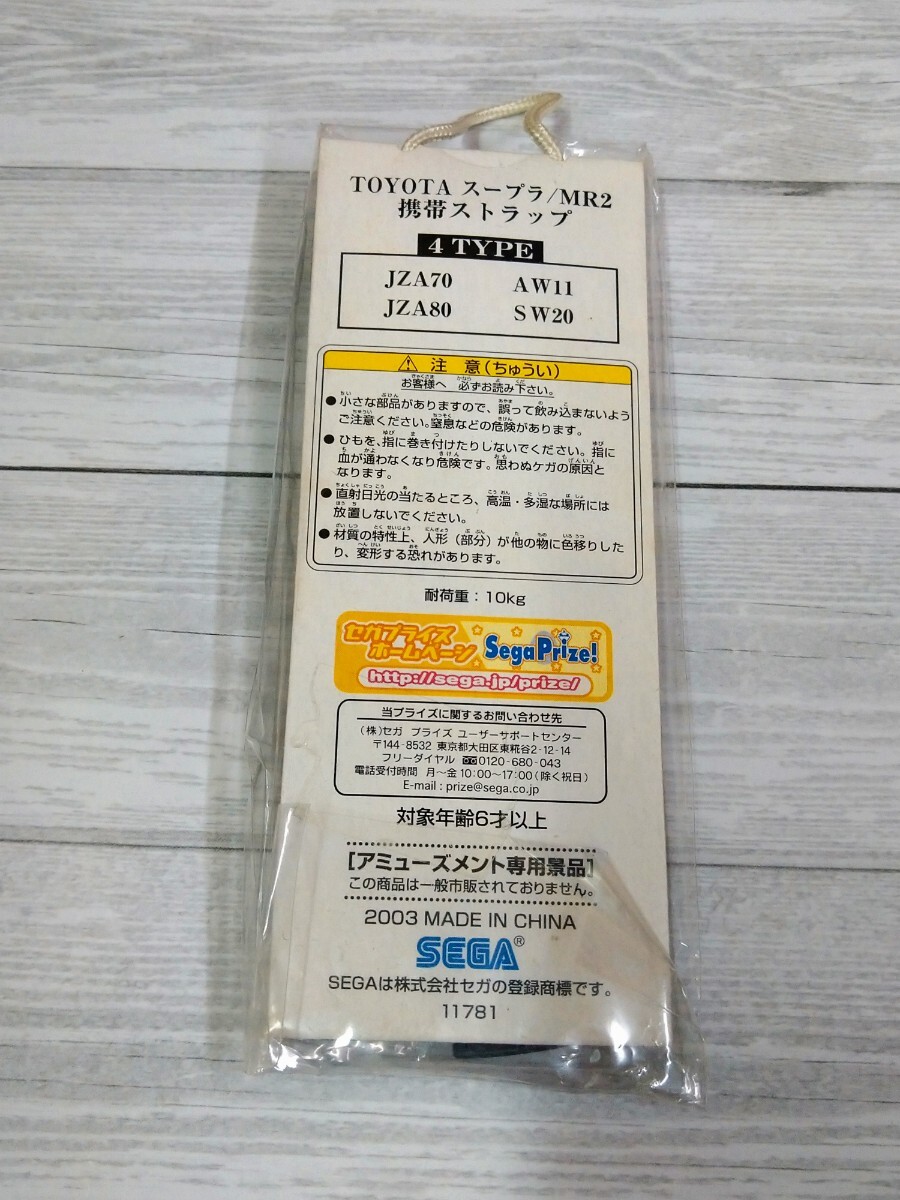 TOYOTA スープラ/MR2
携帯ストラップ
4 TYPE
JZA70 AW11
JZA80 SW20
⚠ 注 意(ちゅうい)
お客様へ 必ずお読み下さい。
●小さな部品がありますので、誤って飲み込まないよう
ご注意ください。窒息などの危険があります。
●ひもを、指に巻き付けたりしないでください。指に
血が通わなくなり危険です。思わぬケガの原因と
なります。
●直射日光の当たるところ、高温・多湿な場所には
放置しないでください。
●材質の特性上、人形(部分)が他の物に色移りした
り、変形する恐れがあります。
耐荷重:10kg
セガプライズ
ホームページ
SegaPrize!
http://sega.jp/prize/
当プライズに関するお問い合わせ先
(株)セガ プライズ ユーザーサポートセンター
〒144-8532 東京都大田区東糀谷2-12-14
フリーダイヤル 0120-680-043
電話受付時間 月〜金 10:00〜17:00(除く祝日)
E-mail : prize@sega.co.jp
対象年齢6才以上
[アミューズメント専用景品]
この商品は一般市販されておりません。
2003 MADE IN CHINA
SEGA®
SEGAは株式会社セガの登録商標です。
11781